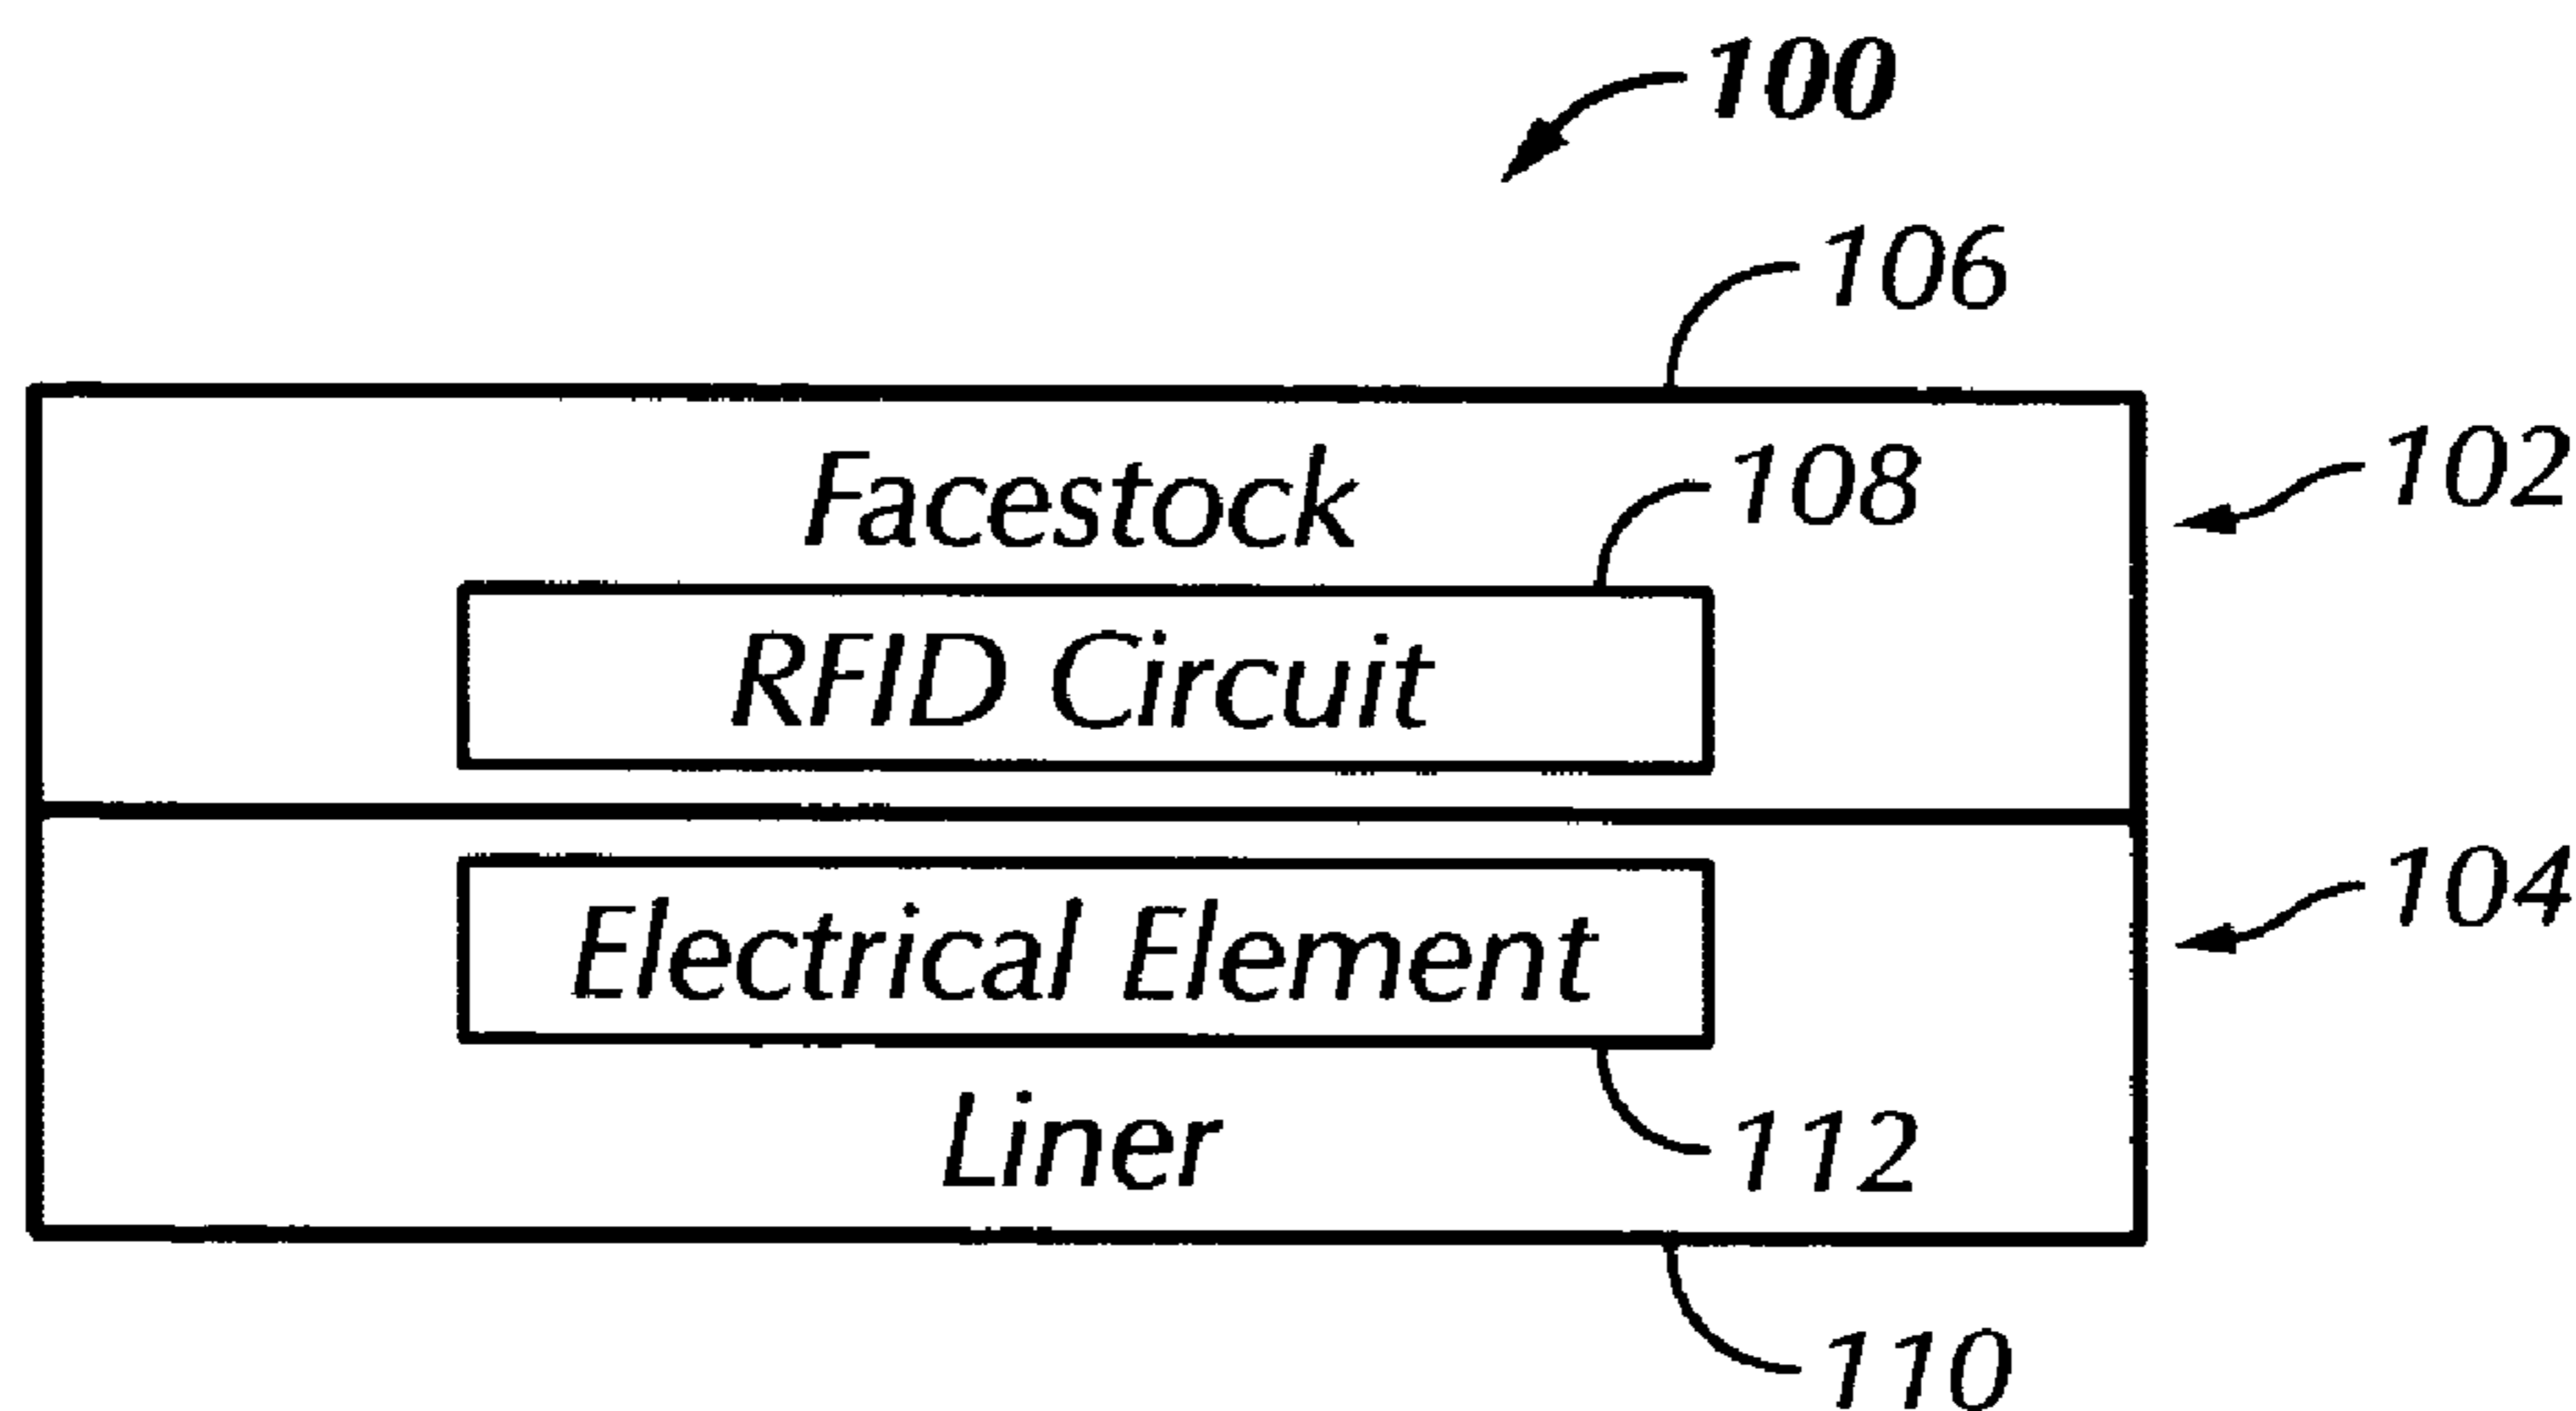 100
106
Facestock
108
102
RFID Circuit
Electrical Element
104
Liner
112
110